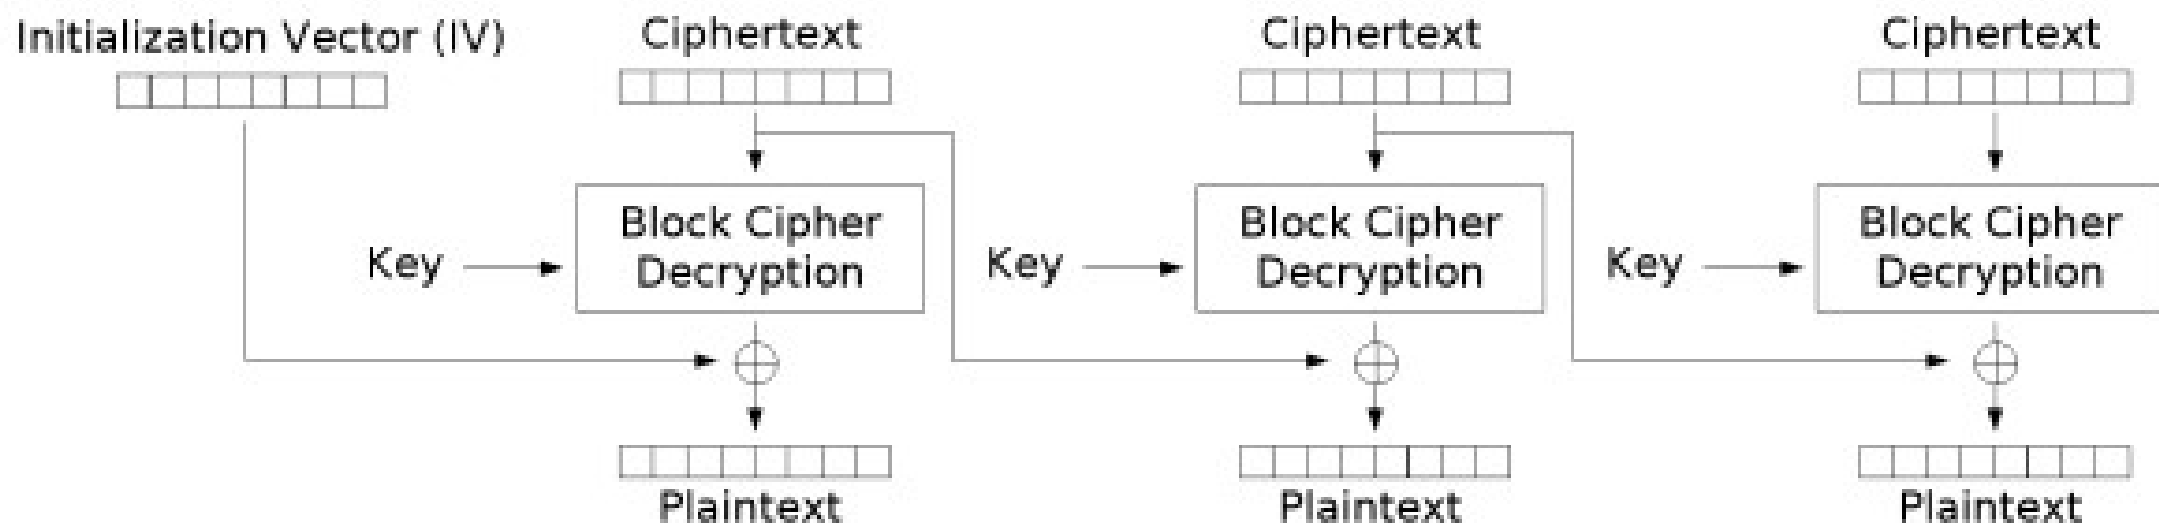 Initialization Vector (IV)
Ciphertext
Ciphertext
Ciphertext
Key
Block Cipher
Decryption
Key
Block Cipher
Decryption
Key
Block Cipher
Decryption
Plaintext
Plaintext
Plaintext